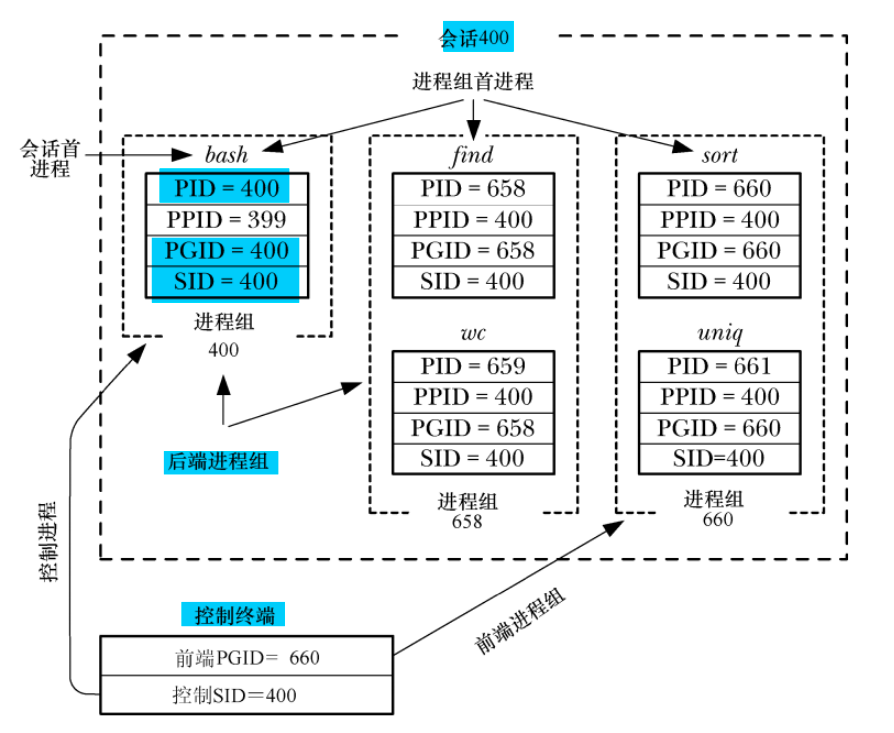 会话400
进程组首进程
会话首
进程
bash
PID = 400
PPID = 399
PGID = 400
SID = 400
进程组
400
find
PID = 658
PPID = 400
PGID = 658
SID = 400
wc
PID = 659
PPID = 400
PGID = 658
SID = 400
进程组
658
sort
PID = 660
PPID = 400
PGID = 660
SID = 400
uniq
PID = 661
PPID = 400
PGID = 660
SID=400
进程组
660
后端进程组
控制进程
前端进程组
控制终端
前端PGID= 660
控制SID=400